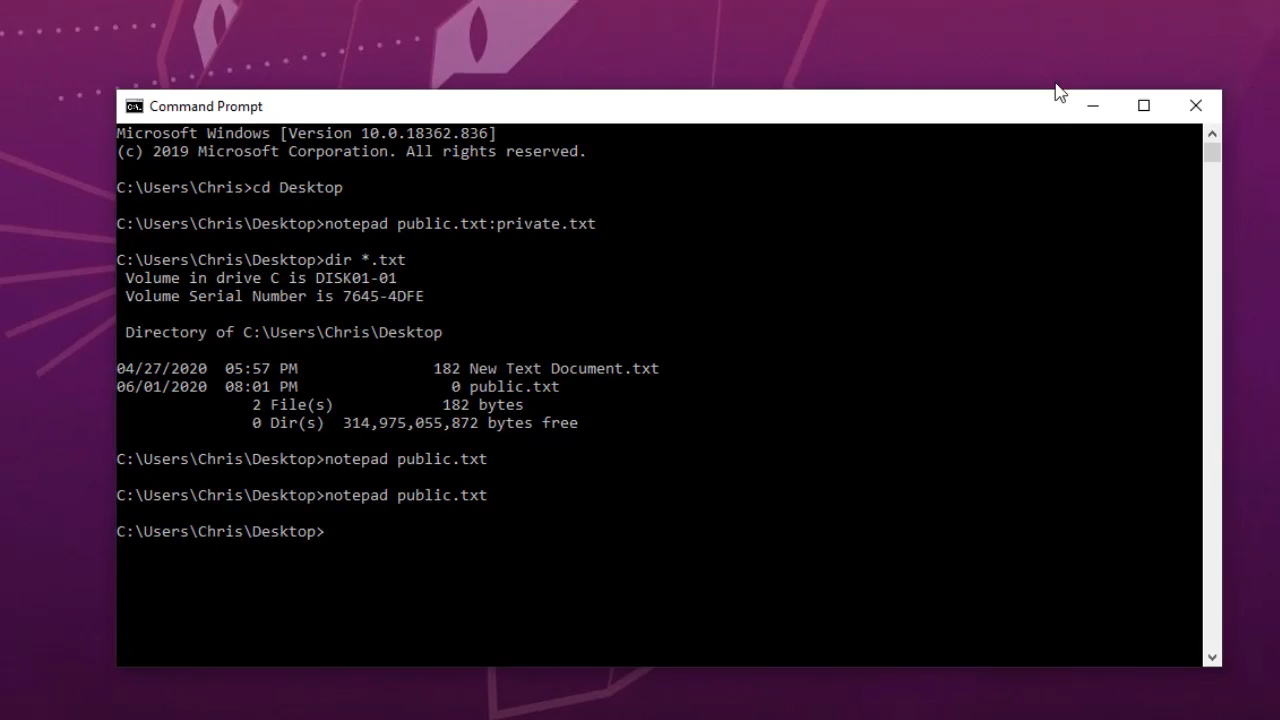 Command Prompt
Microsoft Windows [Version 10.0.18362.836]
(c) 2019 Microsoft Corporation. All rights reserved.
C:\Users\Chris>cd Desktop
C:\Users\Chris\Desktop>notepad public.txt:private.txt
C:\Users\Chris\Desktop>dir *.txt
Volume in drive C is DISK01-01
Volume Serial Number is 7645-4DFE
Directory of C:\Users\Chris\Desktop
04/27/2020  05:57 PM               182 New Text Document.txt
06/01/2020  08:01 PM                 0 public.txt
2 File(s)            182 bytes
0 Dir(s)  314,975,055,872 bytes free
C:\Users\Chris\Desktop>notepad public.txt
C:\Users\Chris\Desktop>notepad public.txt
C:\Users\Chris\Desktop>